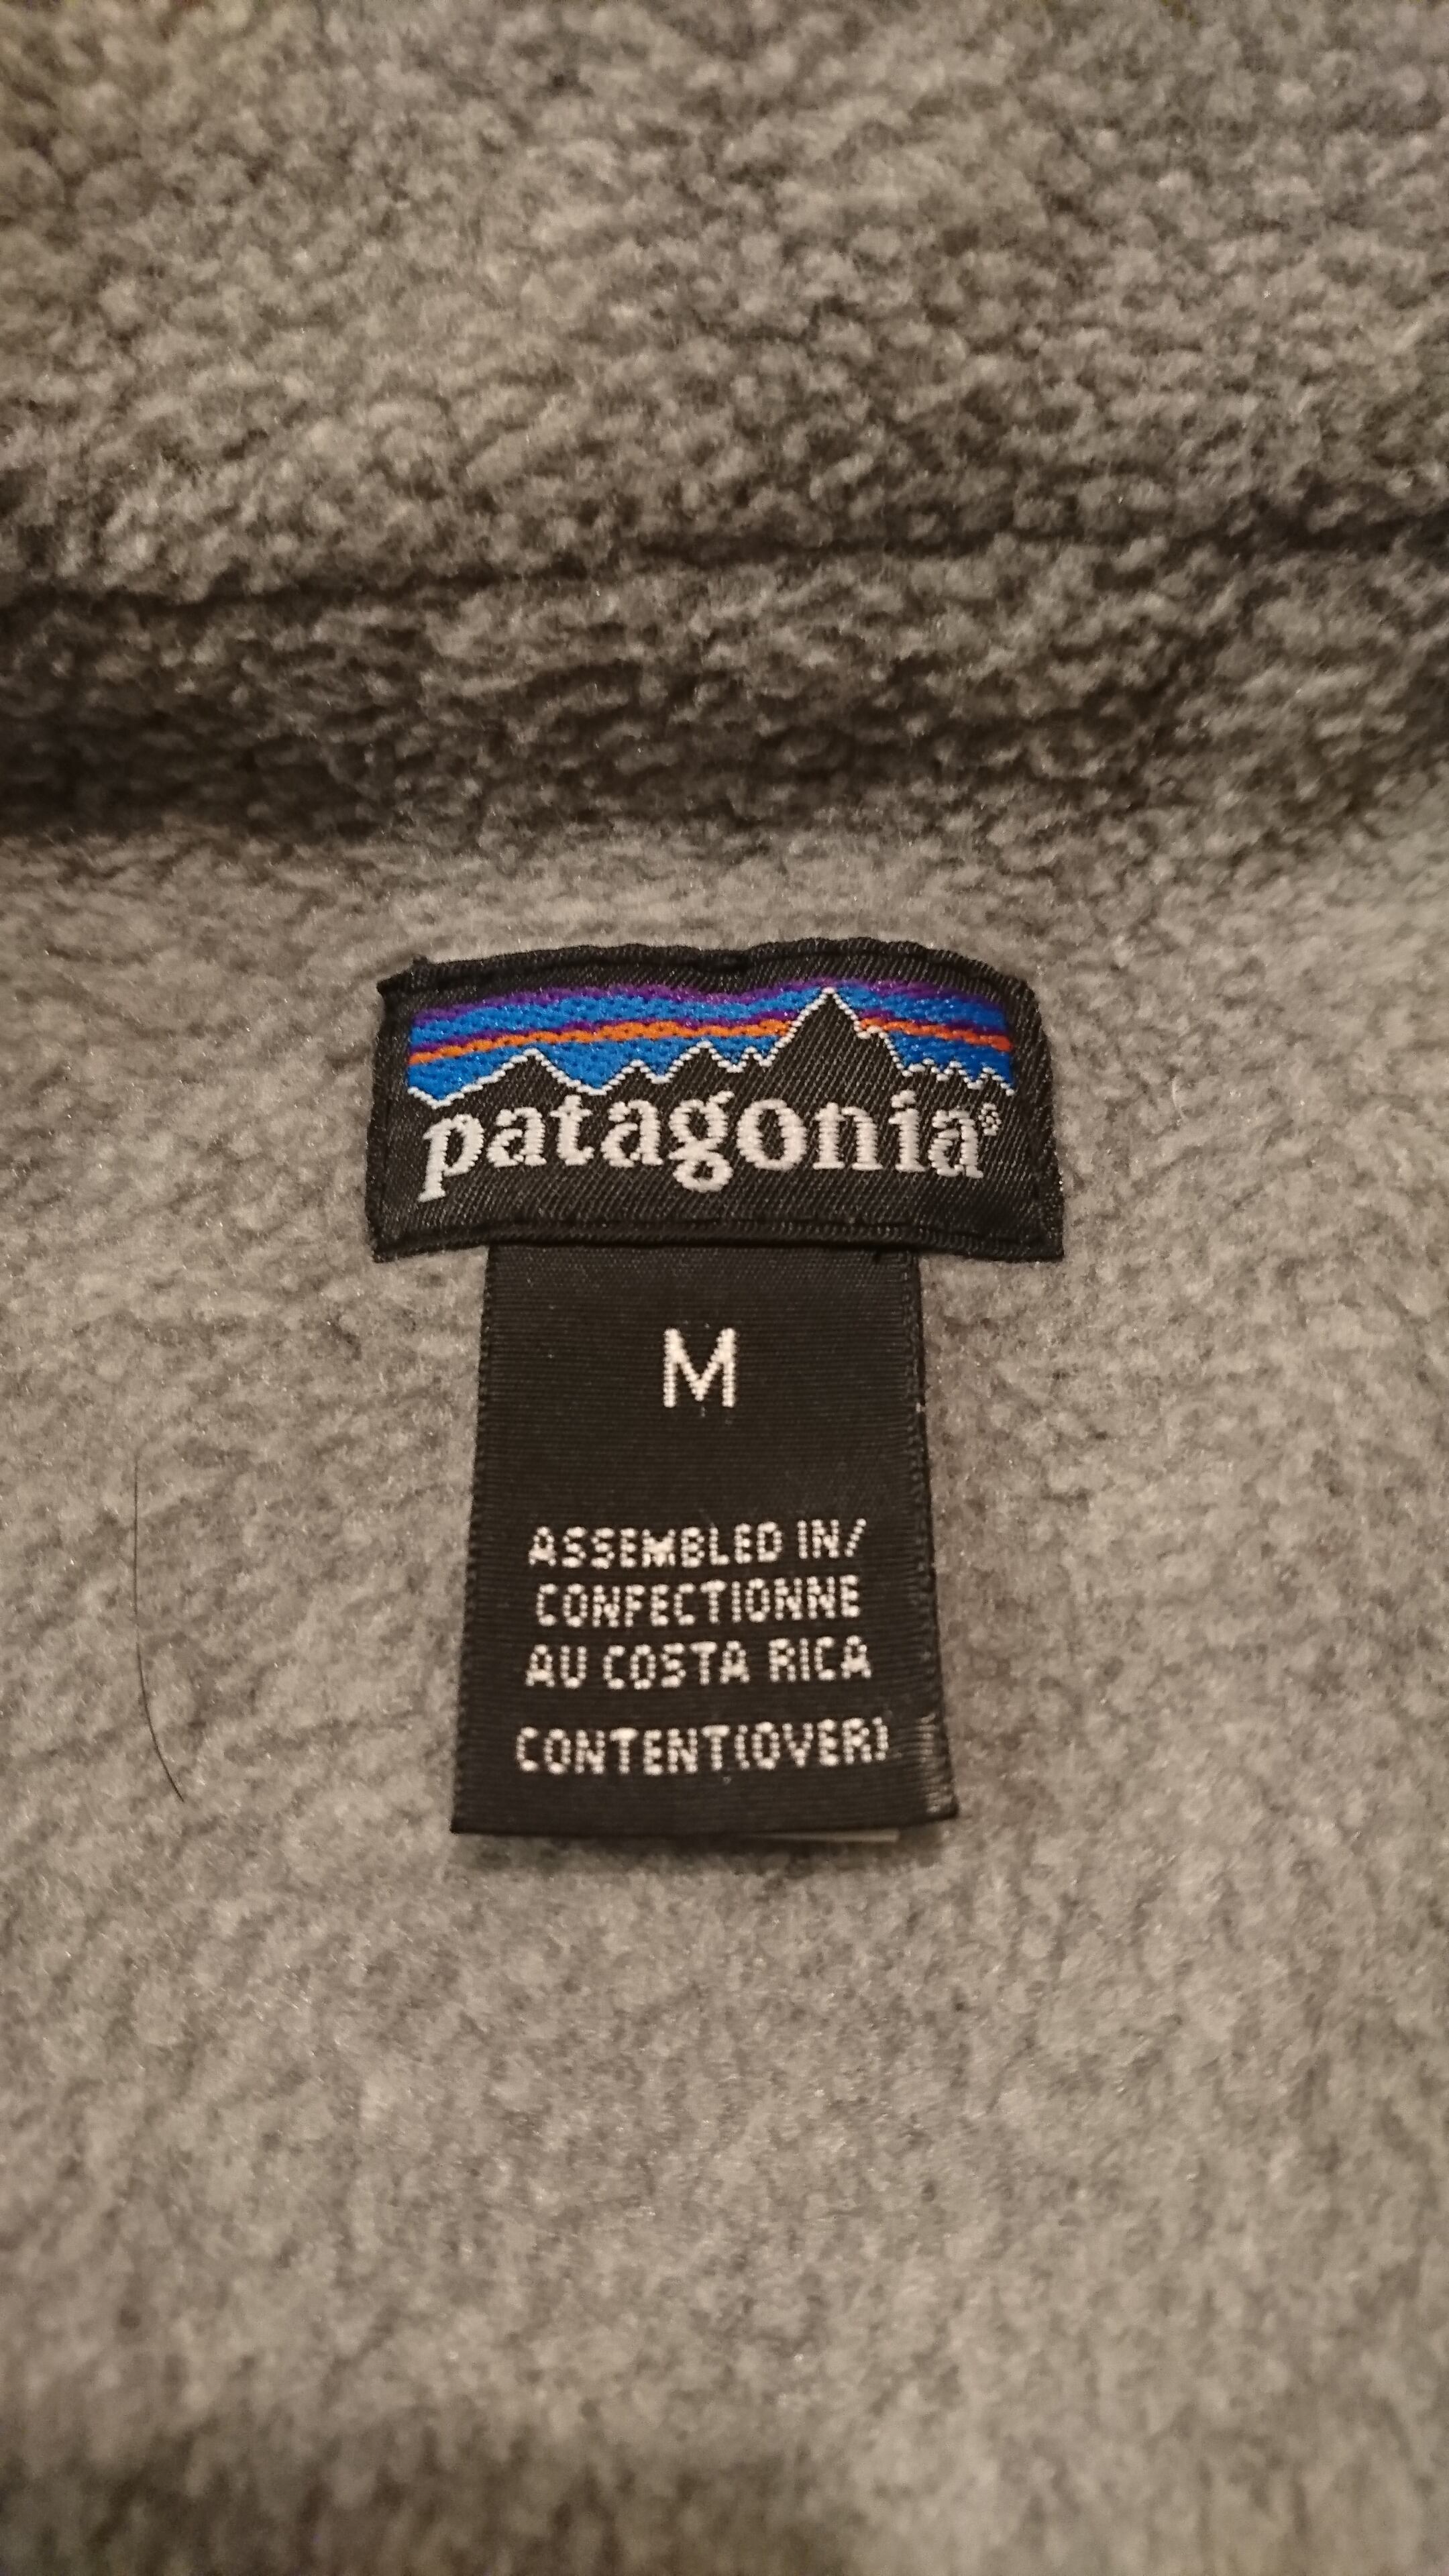 patagonia®
M
ASSEMBLED IN/
CONFECTIONNE
AU COSTA RICA
CONTENT(OVER)